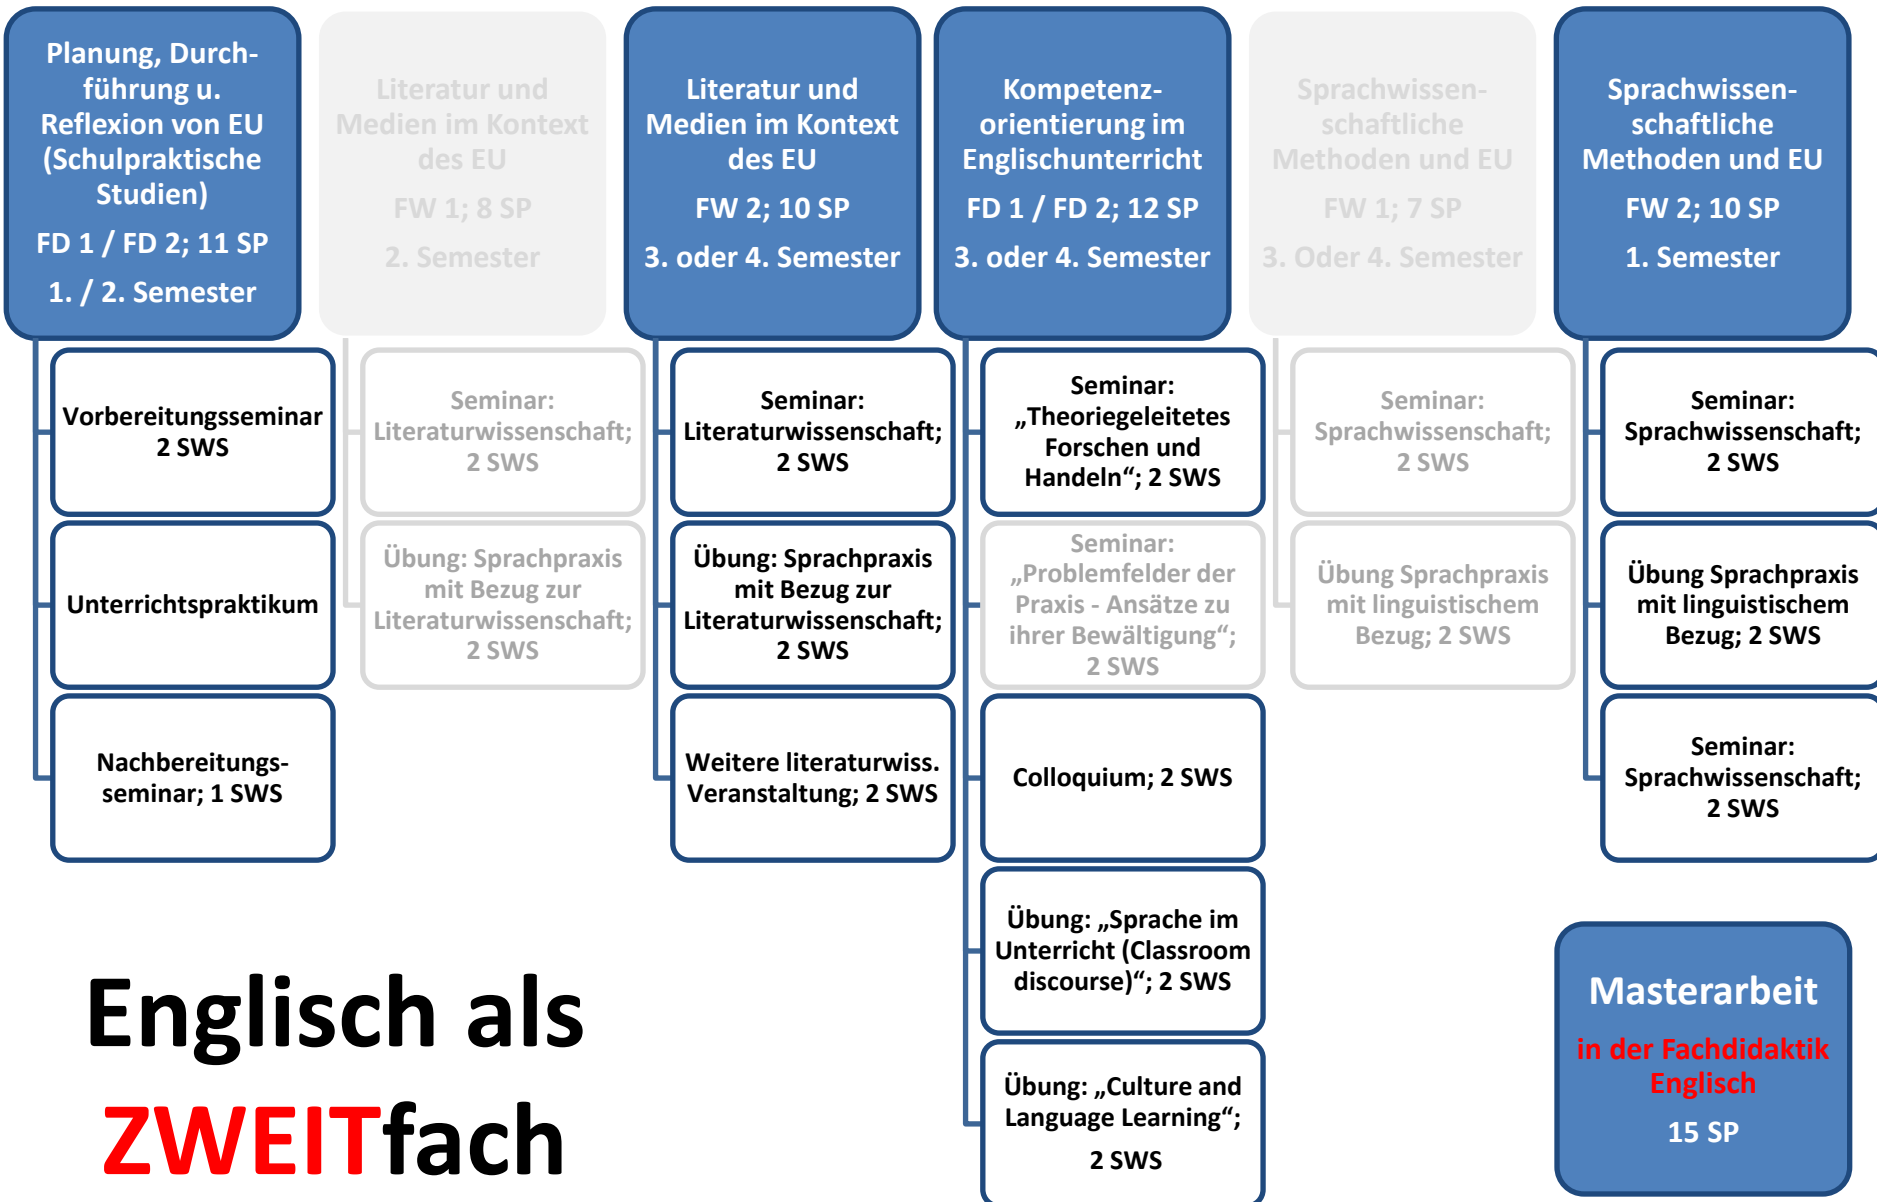 Planung, Durch-
führung u.
Reflexion von EU
(Schulpraktische
Studien)
FD 1 / FD 2; 11 SP
1. / 2. Semester
Vorbereitungsseminar
2 SWS
Unterrichtspraktikum
Nachbereitungs-
seminar; 1 SWS
Literatur und
Medien im Kontext
des EU
FW 1; 8 SP
2. Semester
Seminar:
Literaturwissenschaft;
2 SWS
Übung: Sprachpraxis
mit Bezug zur
Literaturwissenschaft;
2 SWS
Literatur und
Medien im Kontext
des EU
FW 2; 10 SP
3. oder 4. Semester
Seminar:
Literaturwissenschaft;
2 SWS
Übung: Sprachpraxis
mit Bezug zur
Literaturwissenschaft;
2 SWS
Weitere literaturwiss.
Veranstaltung; 2 SWS
Kompetenz-
orientierung im
Englischunterricht
FD 1 / FD 2; 12 SP
3. oder 4. Semester
Seminar:
„Theoriegeleitetes
Forschen und
Handeln“; 2 SWS
Seminar:
„Problemfelder der
Praxis - Ansätze zu
ihrer Bewältigung“;
2 SWS
Colloquium; 2 SWS
Übung: „Sprache im
Unterricht (Classroom
discourse)“; 2 SWS
Übung: „Culture and
Language Learning“;
2 SWS
Sprachwissen-
schaftliche
Methoden und EU
FW 1; 7 SP
3. Oder 4. Semester
Seminar:
Sprachwissenschaft;
2 SWS
Übung Sprachpraxis
mit linguistischem
Bezug; 2 SWS
Sprachwissen-
schaftliche
Methoden und EU
FW 2; 10 SP
1. Semester
Seminar:
Sprachwissenschaft;
2 SWS
Übung Sprachpraxis
mit linguistischem
Bezug; 2 SWS
Seminar:
Sprachwissenschaft;
2 SWS
Englisch als
ZWEITfach
Masterarbeit
in der Fachdidaktik
Englisch
15 SP